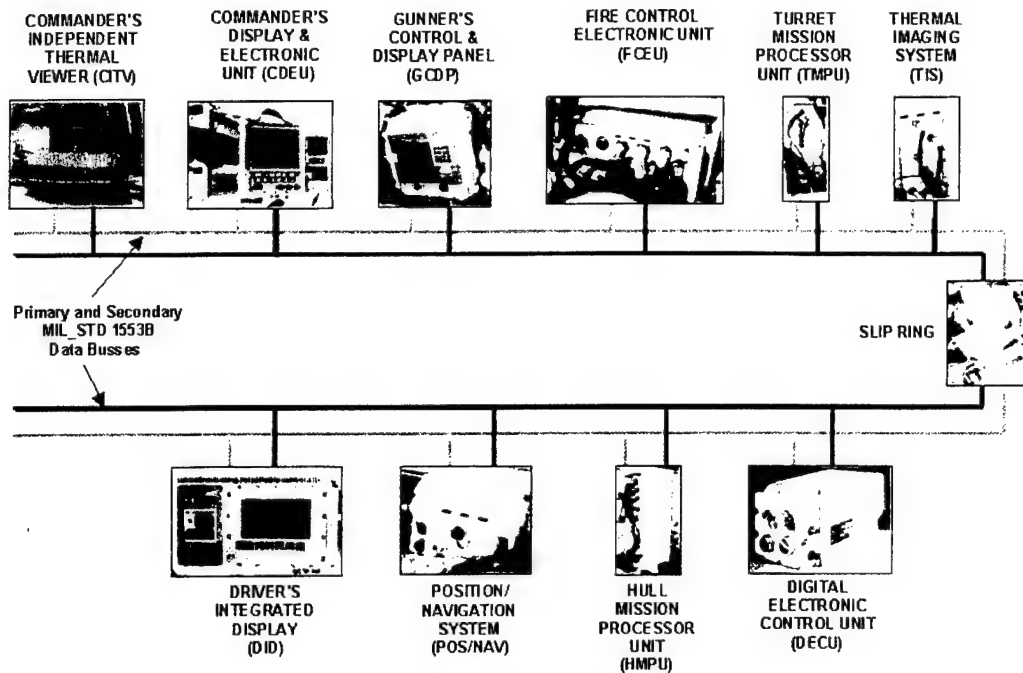 COMMANDER'S
INDEPENDENT
THERMAL
VIEWER (CITV)
COMMANDER'S
DISPLAY &
ELECTRONIC
UNIT (CDEU)
GUNNER'S
CONTROL &
DISPLAY PANEL
(GCDP)
FIRE CONTROL
ELECTRONIC UNIT
(FCEU)
TURRET
MISSION
PROCESSOR
UNIT (TMPU)
THERMAL
IMAGING
SYSTEM
(TIS)
Primary and Secondary
MIL_STD 1553B
Data Busses
SLIP RING
DRIVER'S
INTEGRATED
DISPLAY
(DID)
POSITION/
NAVIGATION
SYSTEM
(POS/NAV)
HULL
MISSION
PROCESSOR
UNIT
(HMPU)
DIGITAL
ELECTRONIC
CONTROL UNIT
(DECU)